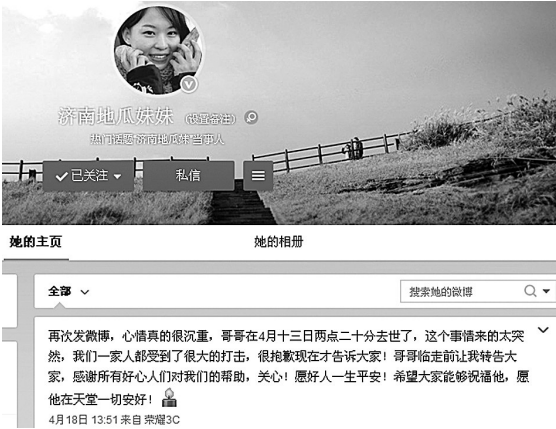 济南地瓜妹妹 (设置备注)
热门话题“济南地瓜妹”当事人
已关注 私信
她的主页 她的相册
全部 搜索她的微博
再次发微博，心情真的很沉重，哥哥在4月十三日两点二十分去世了，这个事情来的太突
然，我们一家人都受到了很大的打击，很抱歉现在才告诉大家！哥哥临走前让我转告大
家，感谢所有好心人们对我们的帮助，关心！愿好人一生平安！希望大家能够祝福他，愿
他在天堂一切安好！
4月18日 13:51 来自 荣耀3C